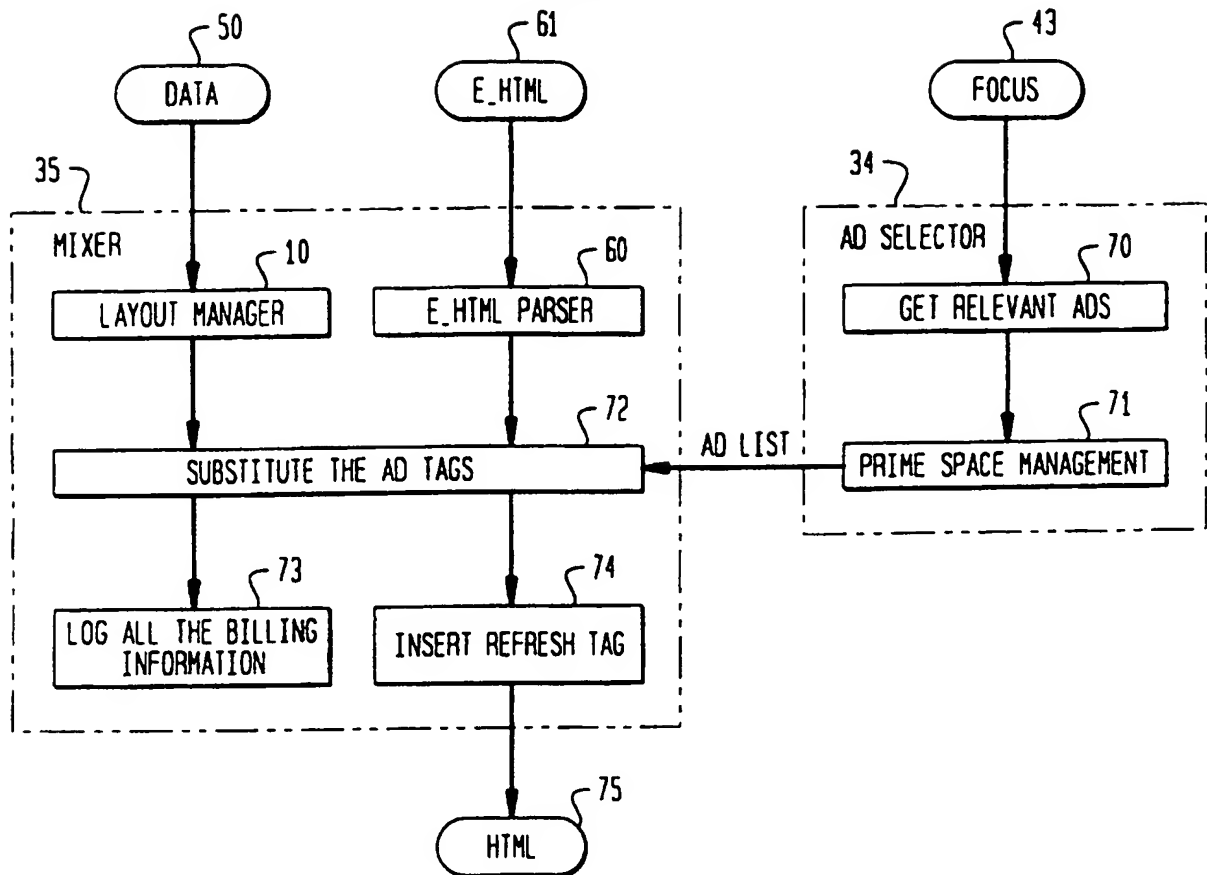 50
61
43
DATA
E_HTML
FOCUS
35
34
MIXER
AD SELECTOR
10
60
70
LAYOUT MANAGER
E_HTML PARSER
GET RELEVANT ADS
72
AD LIST
71
SUBSTITUTE THE AD TAGS
PRIME SPACE MANAGEMENT
73
74
LOG ALL THE BILLING
INFORMATION
INSERT REFRESH TAG
75
HTML